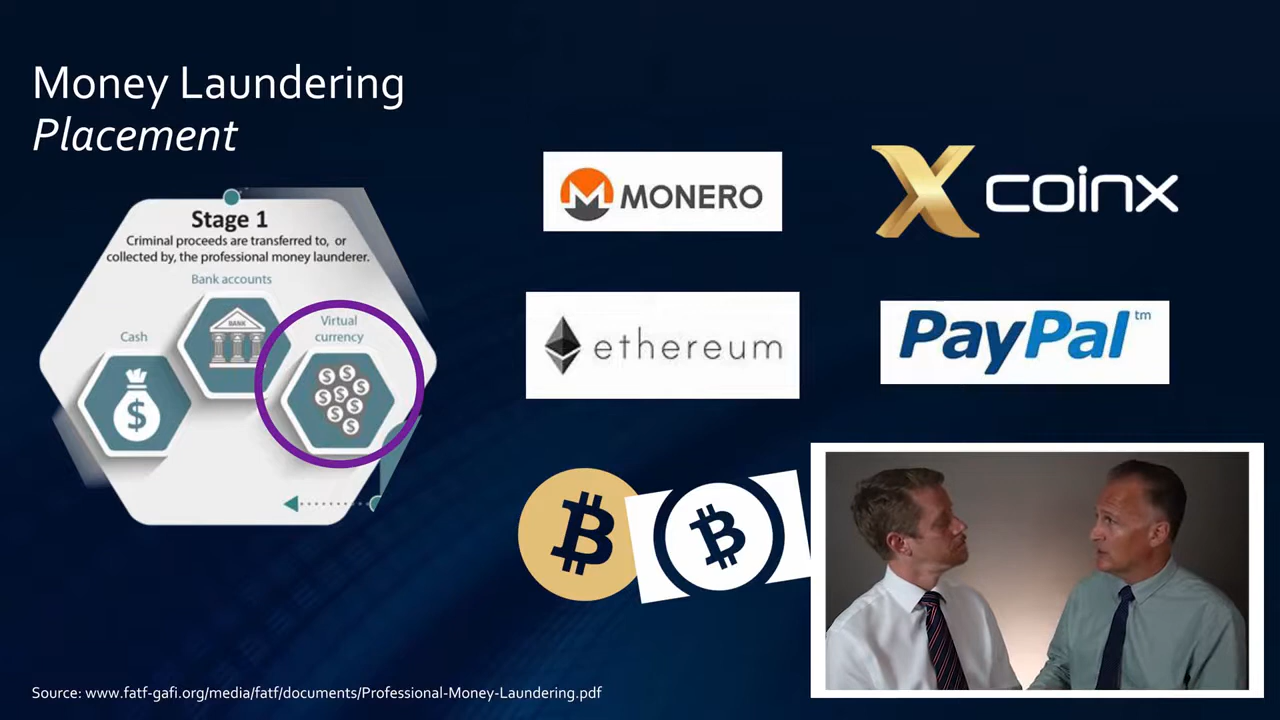 Money Laundering
Placement
Stage 1
Criminal proceeds are transferred to, or
collected by, the professional money launderer.
Bank accounts
Cash
Virtual
currency
BANK
MONERO
coinx
ethereum
PayPal™
Source: www.fatf-gafi.org/media/fatf/documents/Professional-Money-Laundering.pdf